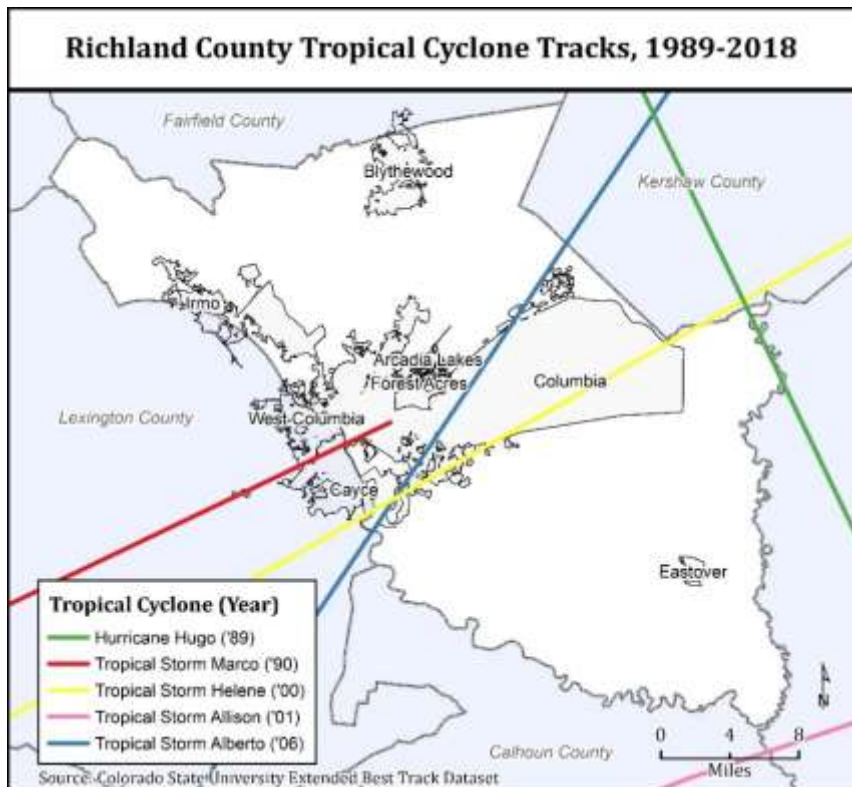 Richland County Tropical Cyclone Tracks, 1989-2018
Fairfield County
Blythewood
Kershaw County
Irmo
Arcadia Lakes
Forest Acres
Columbia
Lexington County
West Columbia
Cayce
Eastover
Tropical Cyclone (Year)
Hurricane Hugo ('89)
Tropical Storm Marco ('90)
Tropical Storm Helene ('00)
Tropical Storm Allison ('01)
Tropical Storm Alberto ('06)
N
Calhoun County
0 4 8
Miles
Source: Colorado State University Extended Best Track Dataset